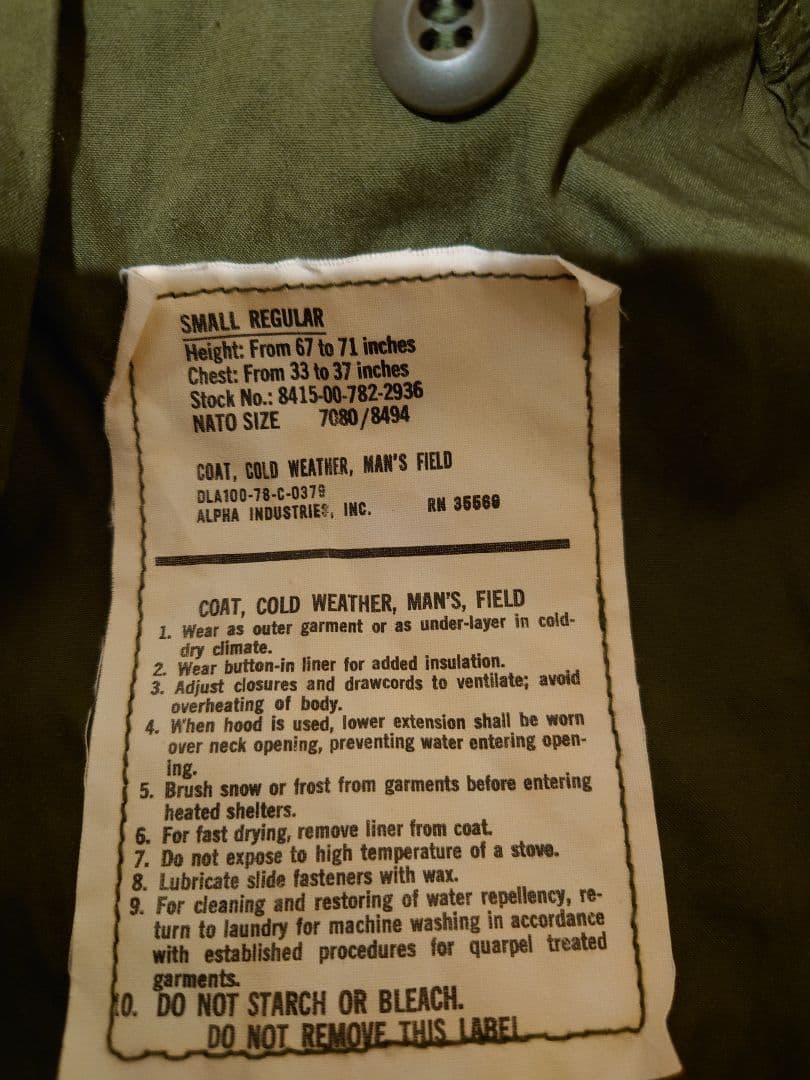 SMALL REGULAR
Height: From 67 to 71 inches
Chest: From 33 to 37 inches
Stock No.: 8415-00-782-2936
NATO SIZE 7080/8494
COAT, COLD WEATHER, MAN'S FIELD
DLA100-78-C-0379
ALPHA INDUSTRIES, INC. RN 35569
COAT, COLD WEATHER, MAN'S, FIELD
1. Wear as outer garment or as under-layer in cold-
dry climate.
2. Wear button-in liner for added insulation.
3. Adjust closures and drawcords to ventilate; avoid
overheating of body.
4. When hood is used, lower extension shall be worn
over neck opening, preventing water entering open-
ing.
5. Brush snow or frost from garments before entering
heated shelters.
6. For fast drying, remove liner from coat.
7. Do not expose to high temperature of a stove.
8. Lubricate slide fasteners with wax.
9. For cleaning and restoring of water repellency, re-
turn to laundry for machine washing in accordance
with established procedures for quarpel treated
garments.
10. DO NOT STARCH OR BLEACH.
DO NOT REMOVE THIS LABEL